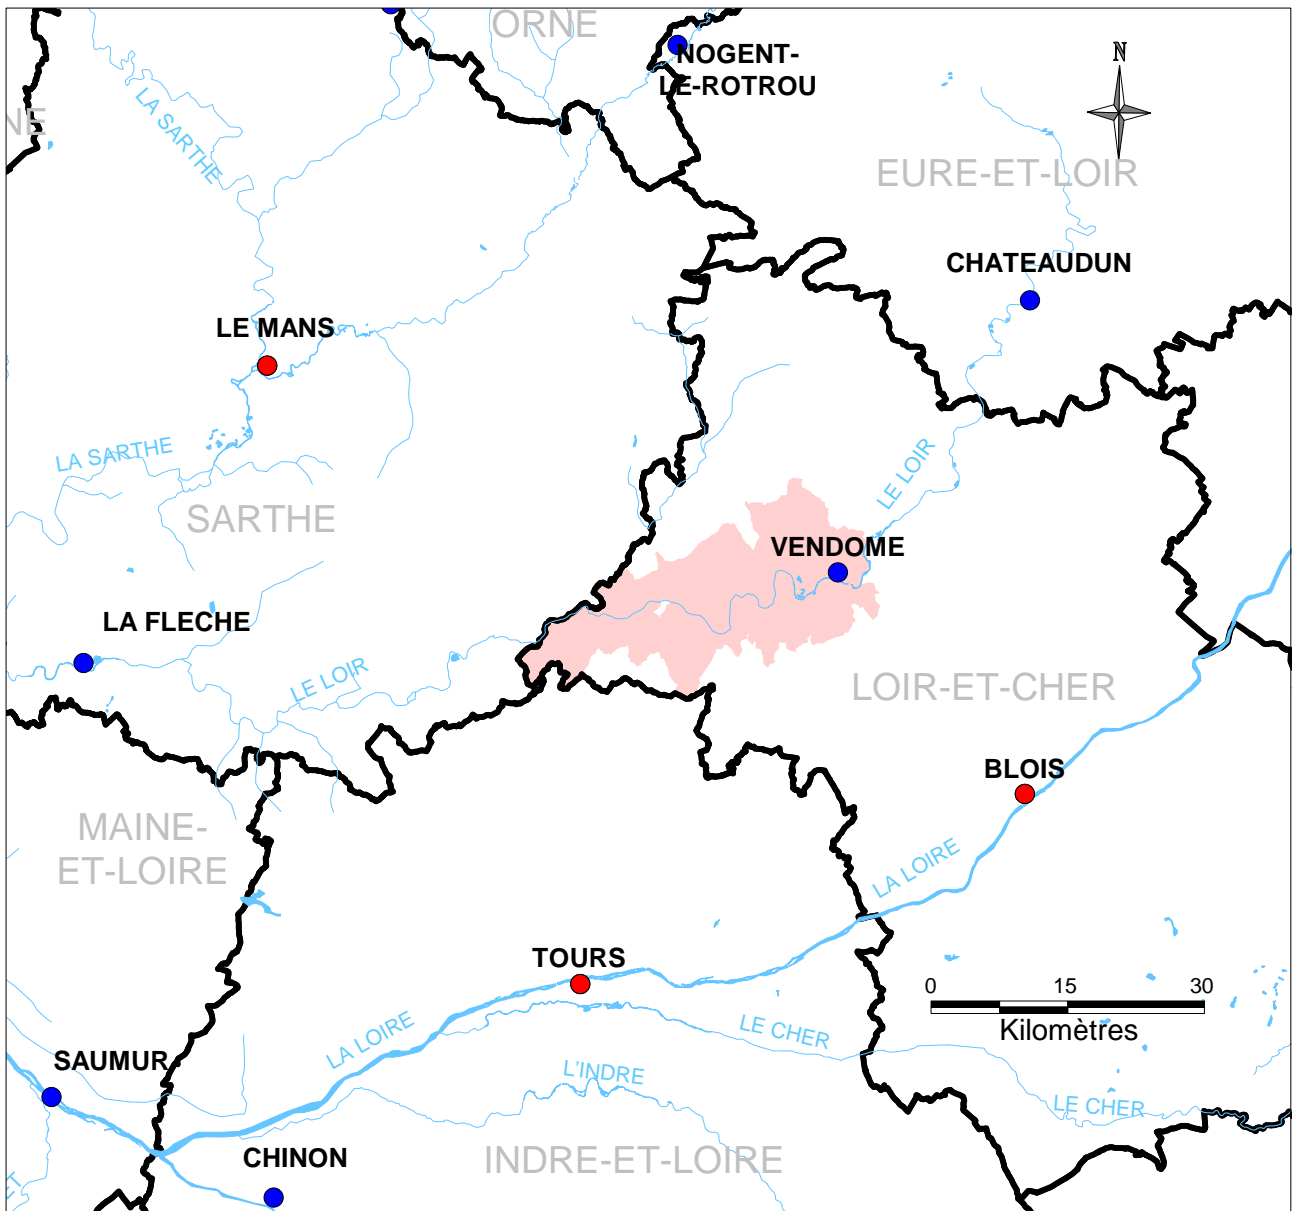 ORNE
NOGENT-
LE-ROTROU
N
LA SARTHE
NE
EURE-ET-LOIR
CHATEAUDUN
LE MANS
LA SARTHE
LE LOIR
SARTHE
VENDOME
LA FLECHE
LE LOIR
LOIR-ET-CHER
BLOIS
MAINE-
ET-LOIRE
LA LOIRE
TOURS
0 15 30
Kilomètres
LA LOIRE
LE CHER
SAUMUR
L'INDRE
LE CHER
CHINON
INDRE-ET-LOIRE
ET